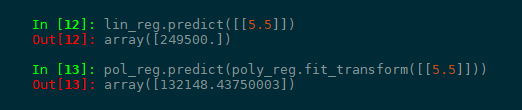 In [12]: lin_reg.predict([[5.5]])
Out[12]: array([249500.])
In [13]: pol_reg.predict(poly_reg.fit_transform([[5.5]]))
Out[13]: array([132148.43750003])